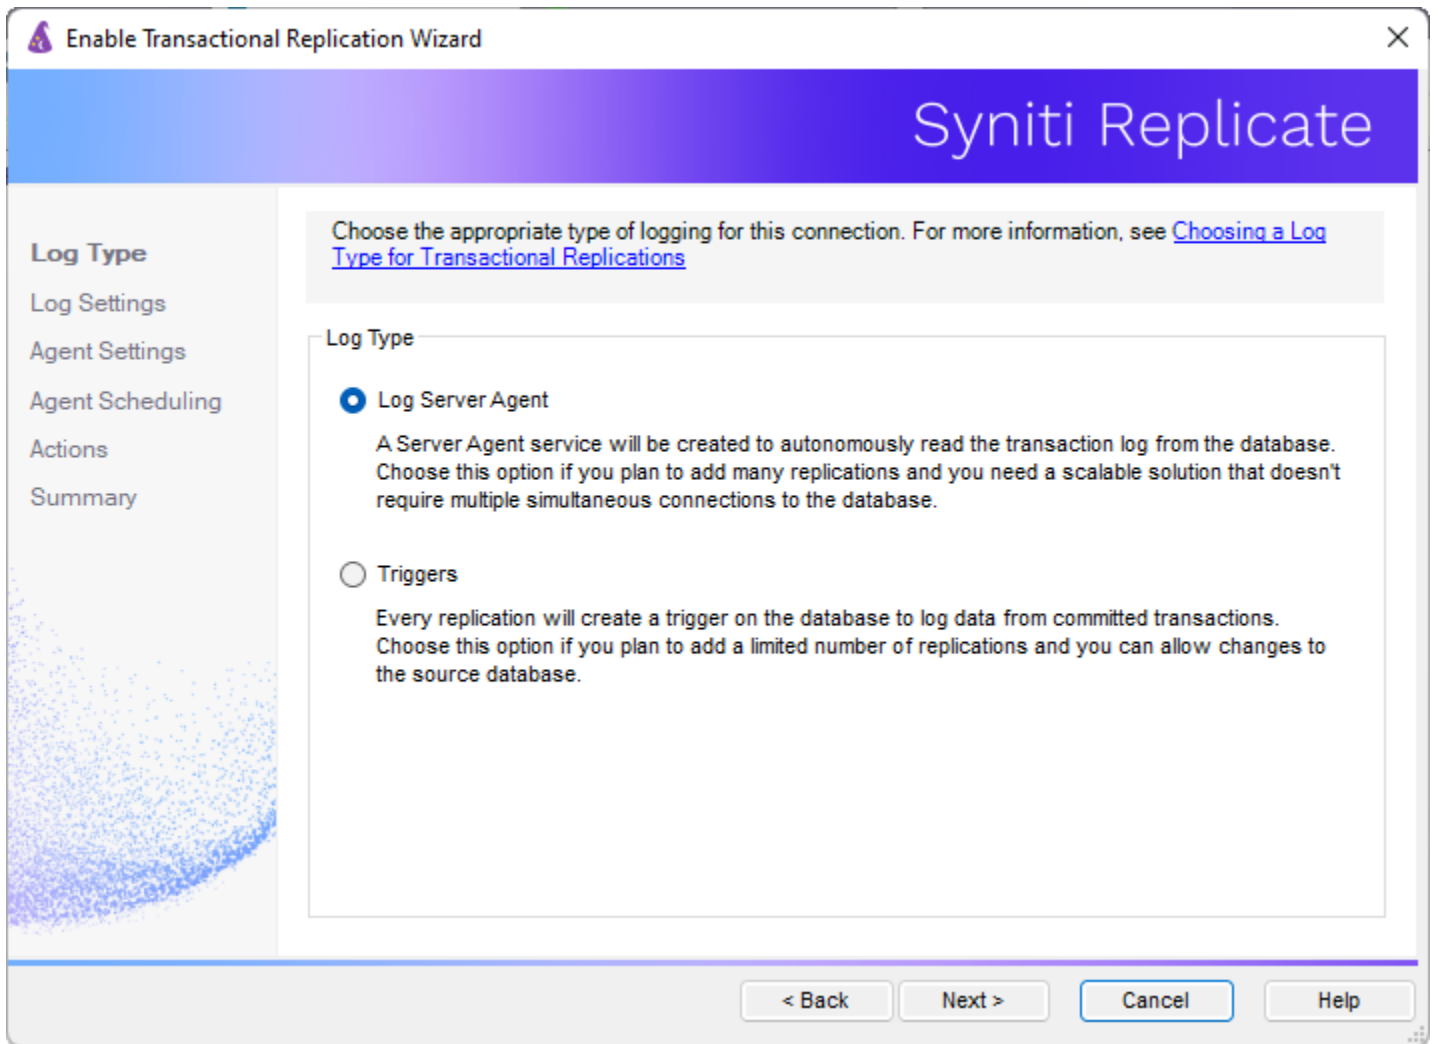 Enable Transactional Replication Wizard
Syniti Replicate
Log Type
Log Settings
Agent Settings
Agent Scheduling
Actions
Summary
Choose the appropriate type of logging for this connection. For more information, see Choosing a Log
Type for Transactional Replications
Log Type
Log Server Agent
A Server Agent service will be created to autonomously read the transaction log from the database.
Choose this option if you plan to add many replications and you need a scalable solution that doesn't
require multiple simultaneous connections to the database.
Triggers
Every replication will create a trigger on the database to log data from committed transactions.
Choose this option if you plan to add a limited number of replications and you can allow changes to
the source database.
< Back
Next >
Cancel
Help